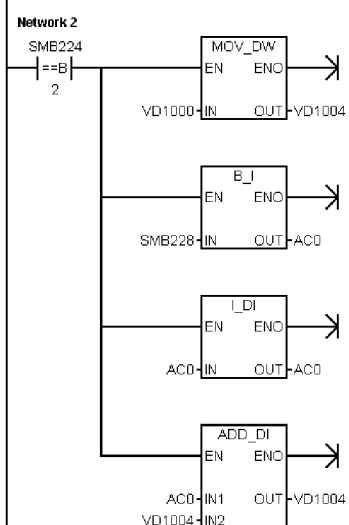 Network 2
SMB224
==B
2
MOV_DW
EN ENO
VD1000 IN OUT VD1004
B_I
EN ENO
SMB228 IN OUT AC0
I_DI
EN ENO
AC0 IN OUT AC0
ADD_DI
EN ENO
AC0 IN1 OUT VD1004
VD1004 IN2